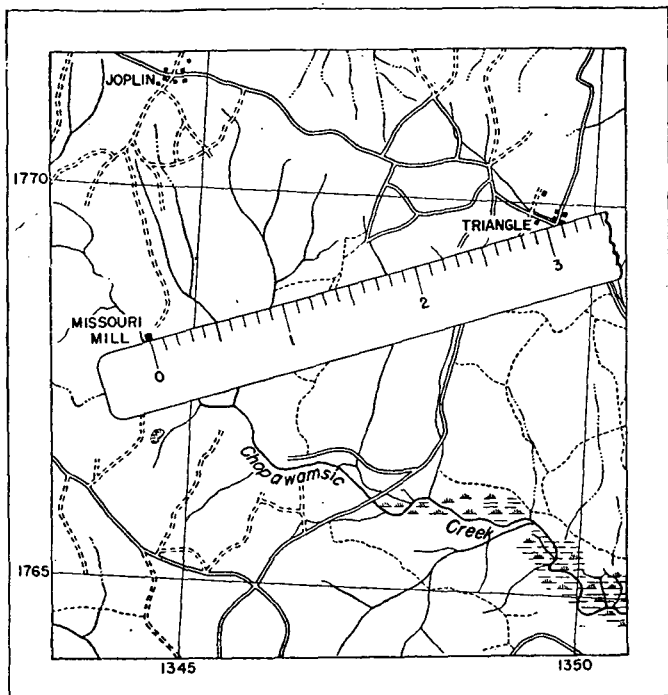 JOPLIN
1770
TRIANGLE
3
2
MISSOURI
MILL
1
0
Chopawamsic
Creek
1765
1345
1350